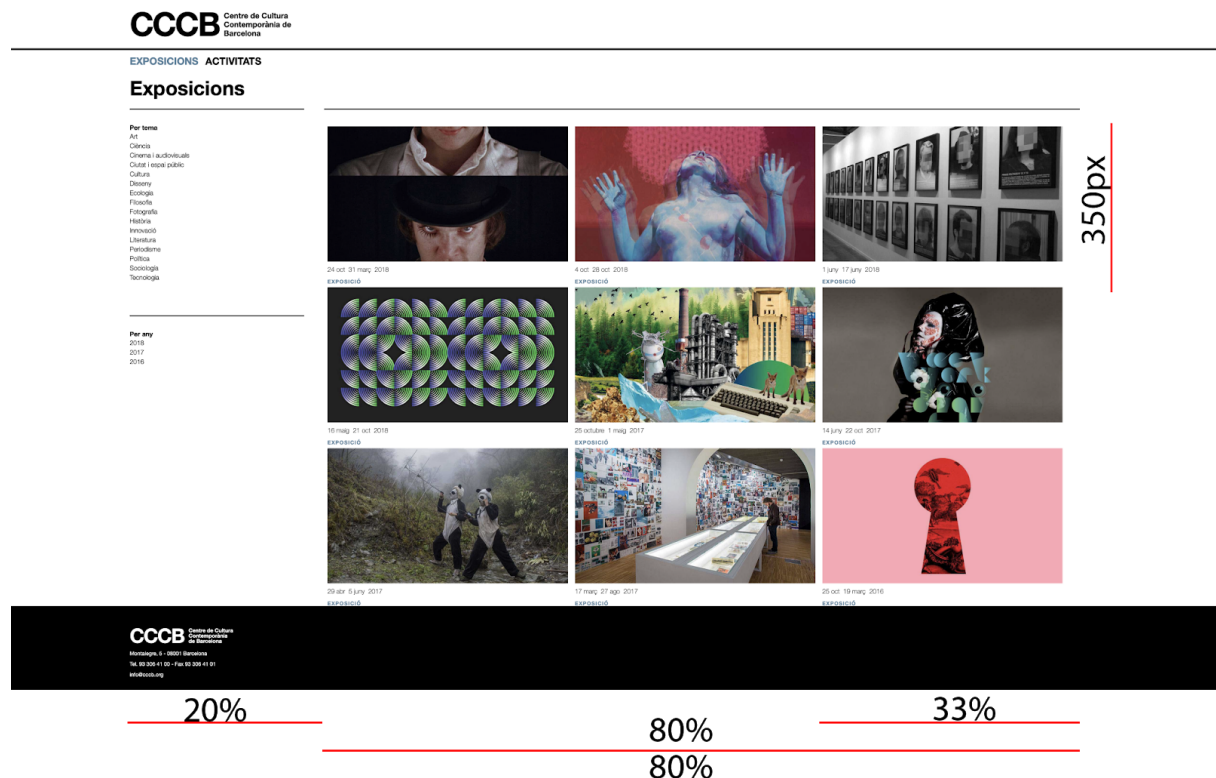 CCCB
Centre de Cultura
Contemporània de
Barcelona
EXPOSICIONS ACTIVITATS
Exposicions
Per tema
Art
Ciència
Cinema i audiovisuals
Ciutat i espai públic
Cultura
Disseny
Ecologia
Filosofia
Fotografia
Història
Innovació
Literatura
Periodisme
Política
Sociologia
Tecnologia
Per any
2018
2017
2016
24 oct 31 març 2018
EXPOSICIÓ
4 oct 28 oct 2018
EXPOSICIÓ
1 juny 17 juny 2018
EXPOSICIÓ
350px
16 maig 21 oct 2018
EXPOSICIÓ
25 octubre 1 maig 2017
EXPOSICIÓ
14 juny 22 oct 2017
EXPOSICIÓ
29 abr 5 juny 2017
EXPOSICIÓ
17 març 27 ago 2017
EXPOSICIÓ
25 oct 19 març 2016
EXPOSICIÓ
CCCB
Centre de Cultura
Contemporània
de Barcelona
Montalegre, 5 - 08001 Barcelona
Tel. 93 306 41 00 - Fax 93 306 41 01
info@cccb.org
20%
80%
33%
80%